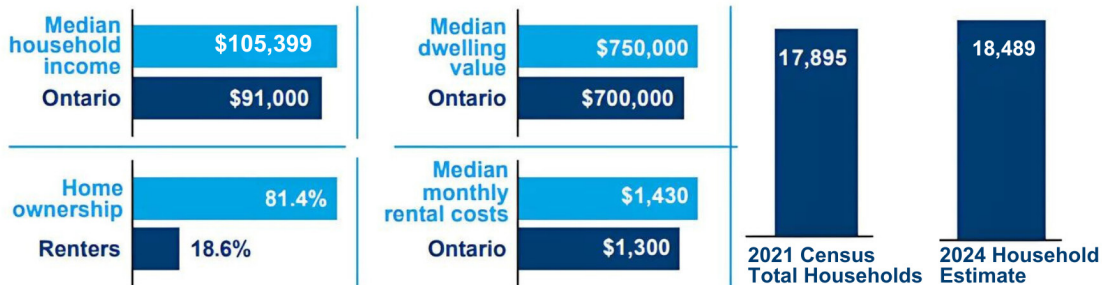 Median
household
income
$105,399
Ontario
$91,000
Median
dwelling
value
$750,000
Ontario
$700,000
Home
ownership
81.4%
Renters
18.6%
Median
monthly
rental costs
$1,430
Ontario
$1,300
17,895
2021 Census
Total Households
18,489
2024 Household
Estimate